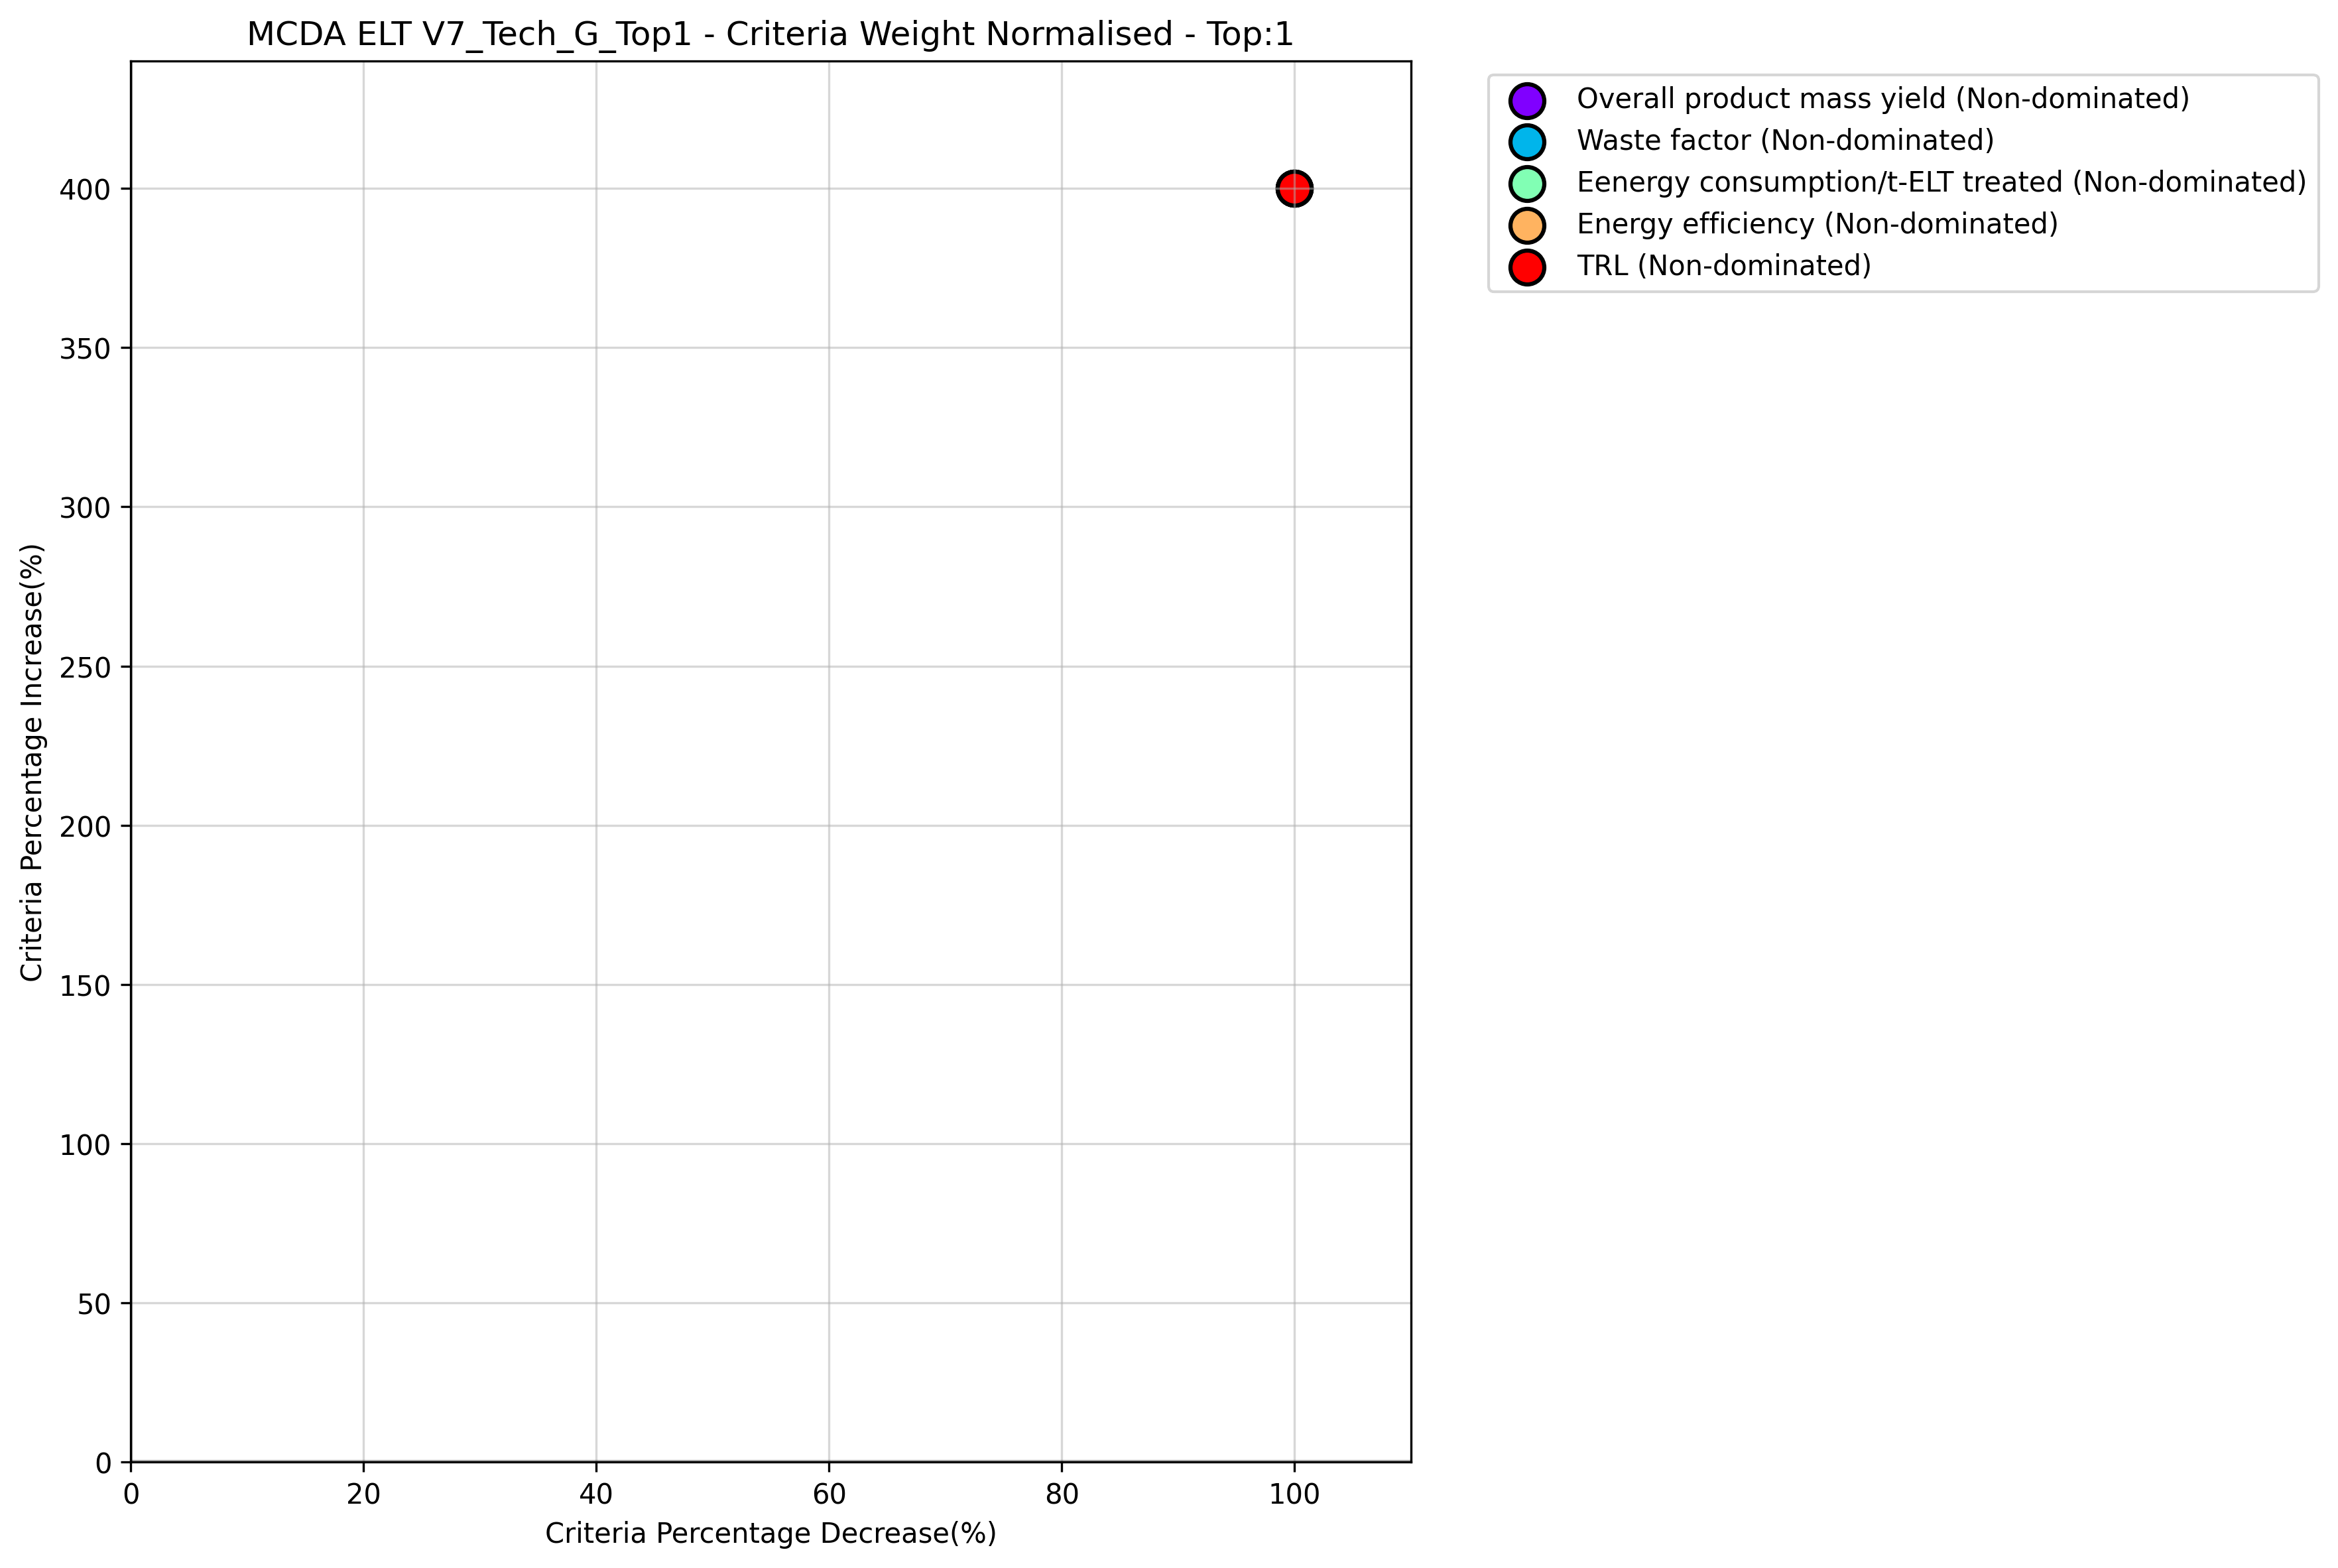 MCDA ELT V7_Tech_G_Top1 - Criteria Weight Normalised - Top:1
Overall product mass yield (Non-dominated)
Waste factor (Non-dominated)
Eenergy consumption/t-ELT treated (Non-dominated)
Energy efficiency (Non-dominated)
TRL (Non-dominated)
Criteria Percentage Increase(%)
400
350
300
250
200
150
100
50
0
0 20 40 60 80 100
Criteria Percentage Decrease(%)